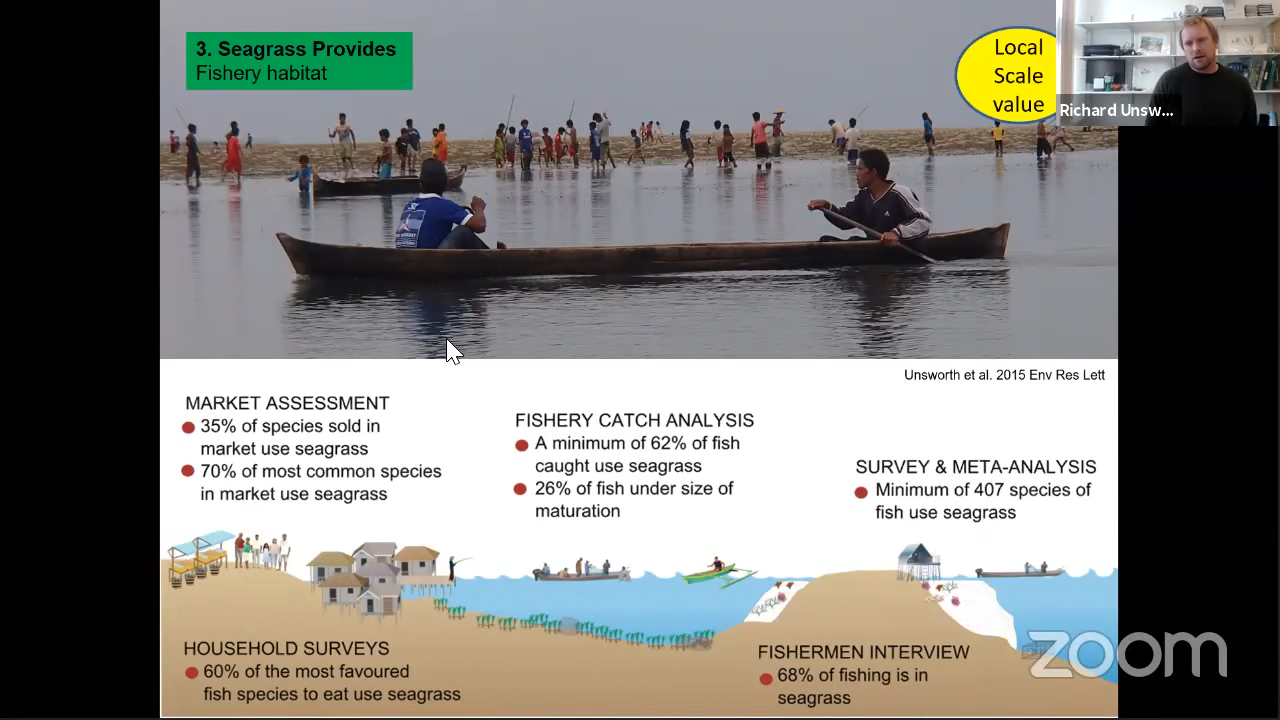 3. Seagrass Provides
Fishery habitat
Local
Scale
value
Richard Unsw...
Unsworth et al. 2015 Env Res Lett
MARKET ASSESSMENT
35% of species sold in
market use seagrass
70% of most common species
in market use seagrass
FISHERY CATCH ANALYSIS
A minimum of 62% of fish
caught use seagrass
26% of fish under size of
maturation
SURVEY & META-ANALYSIS
Minimum of 407 species of
fish use seagrass
HOUSEHOLD SURVEYS
60% of the most favoured
fish species to eat use seagrass
FISHERMEN INTERVIEW
68% of fishing is in
seagrass
zoom